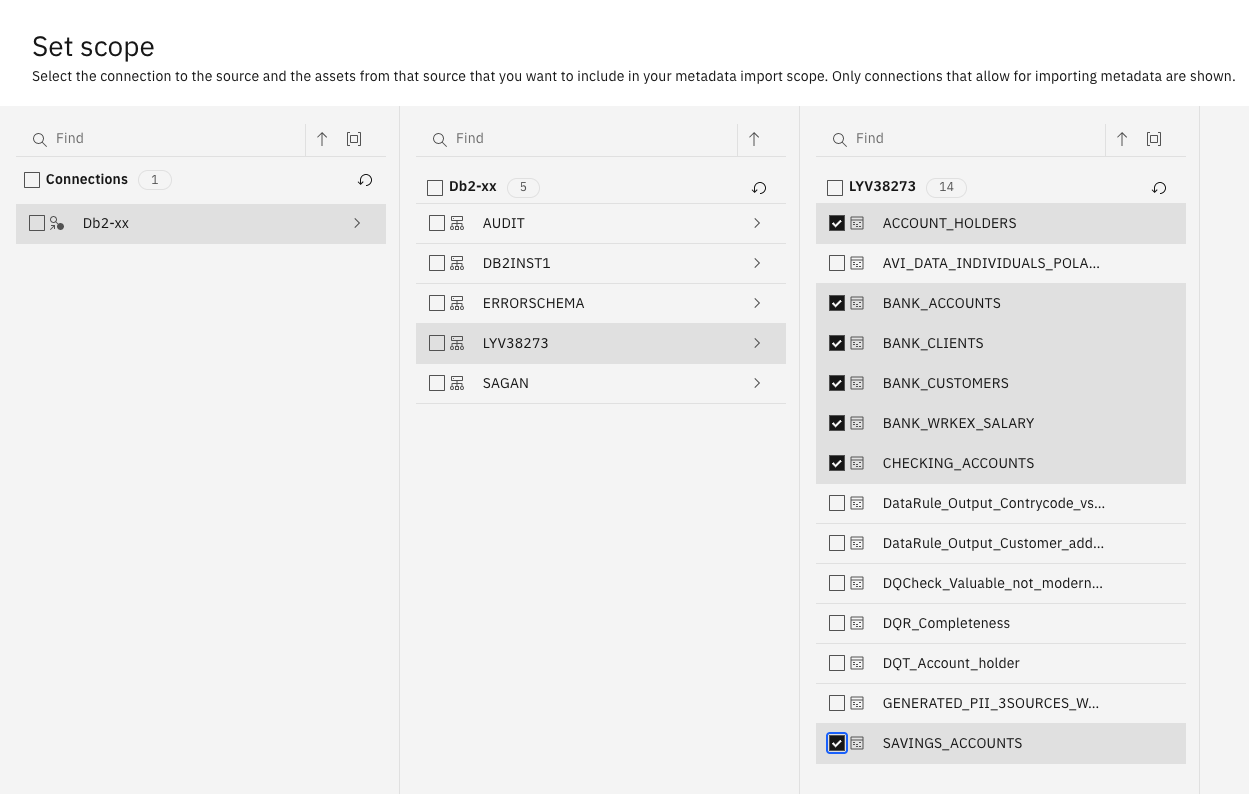 Set scope
Select the connection to the source and the assets from that source that you want to include in your metadata import scope. Only connections that allow for importing metadata are shown.
Find
Connections 1
Db2-xx
Find
Db2-xx 5
AUDIT
DB2INST1
ERRORSCHEMA
LYV38273
SAGAN
Find
LYV38273 14
ACCOUNT_HOLDERS
AVI_DATA_INDIVIDUALS_POLA...
BANK_ACCOUNTS
BANK_CLIENTS
BANK_CUSTOMERS
BANK_WRKEX_SALARY
CHECKING_ACCOUNTS
DataRule_Output_Contrycode_vs...
DataRule_Output_Customer_add...
DQCheck_Valuable_not_modern...
DQR_Completeness
DQT_Account_holder
GENERATED_PII_3SOURCES_W...
SAVINGS_ACCOUNTS